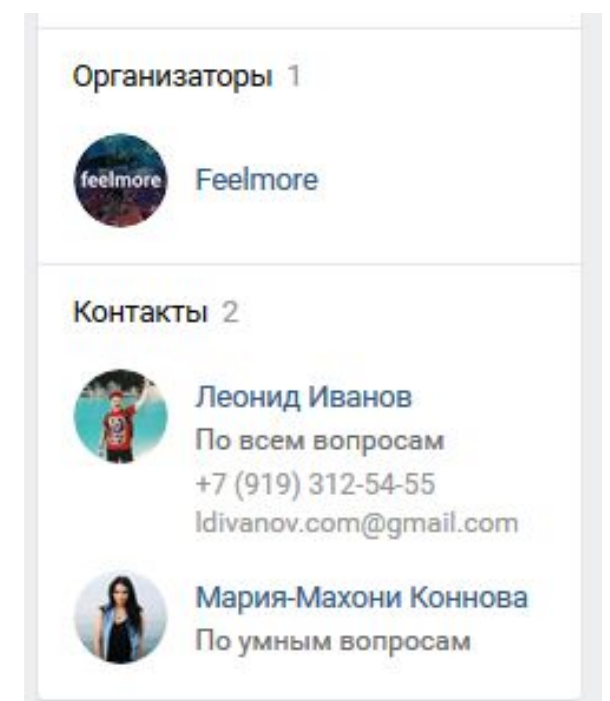 Организаторы 1
feelmore
Feelmore
Контакты 2
Леонид Иванов
По всем вопросам
+7 (919) 312-54-55
ldivanov.com@gmail.com
Мария-Махони Коннова
По умным вопросам